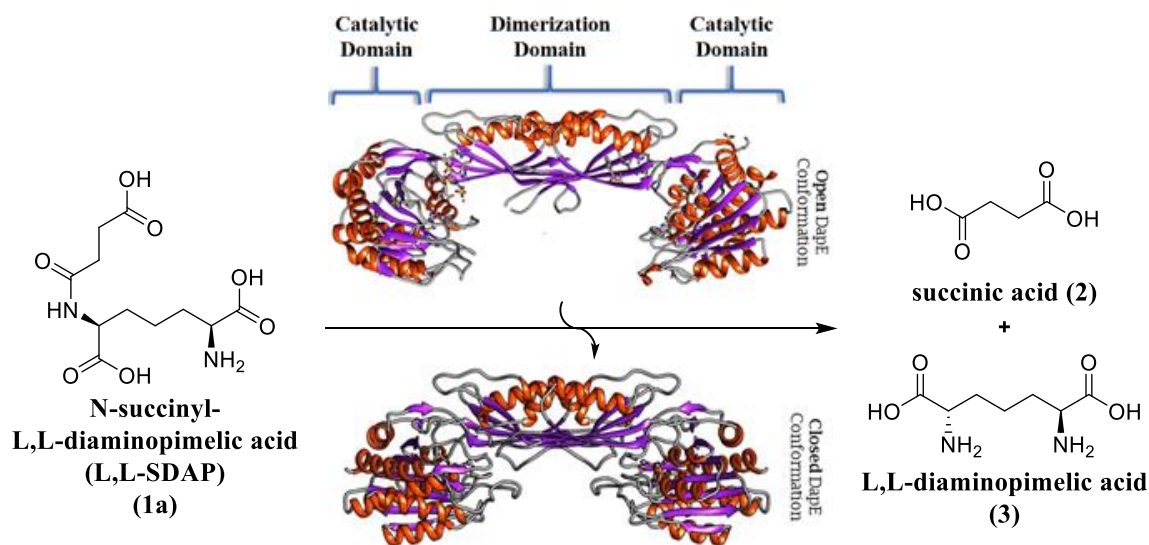 Catalytic
Domain
Dimerization
Domain
Catalytic
Domain
Open DapE
Conformation
OH
O
O
HN
OH
O
NH2
O
OH
N-succinyl-
L,L-diaminopimelic acid
(L,L-SDAP)
(1a)
Closed DapE
Conformation
O
HO
OH
O
succinic acid (2)
+
O
O
HO
OH
NH2
NH2
L,L-diaminopimelic acid
(3)